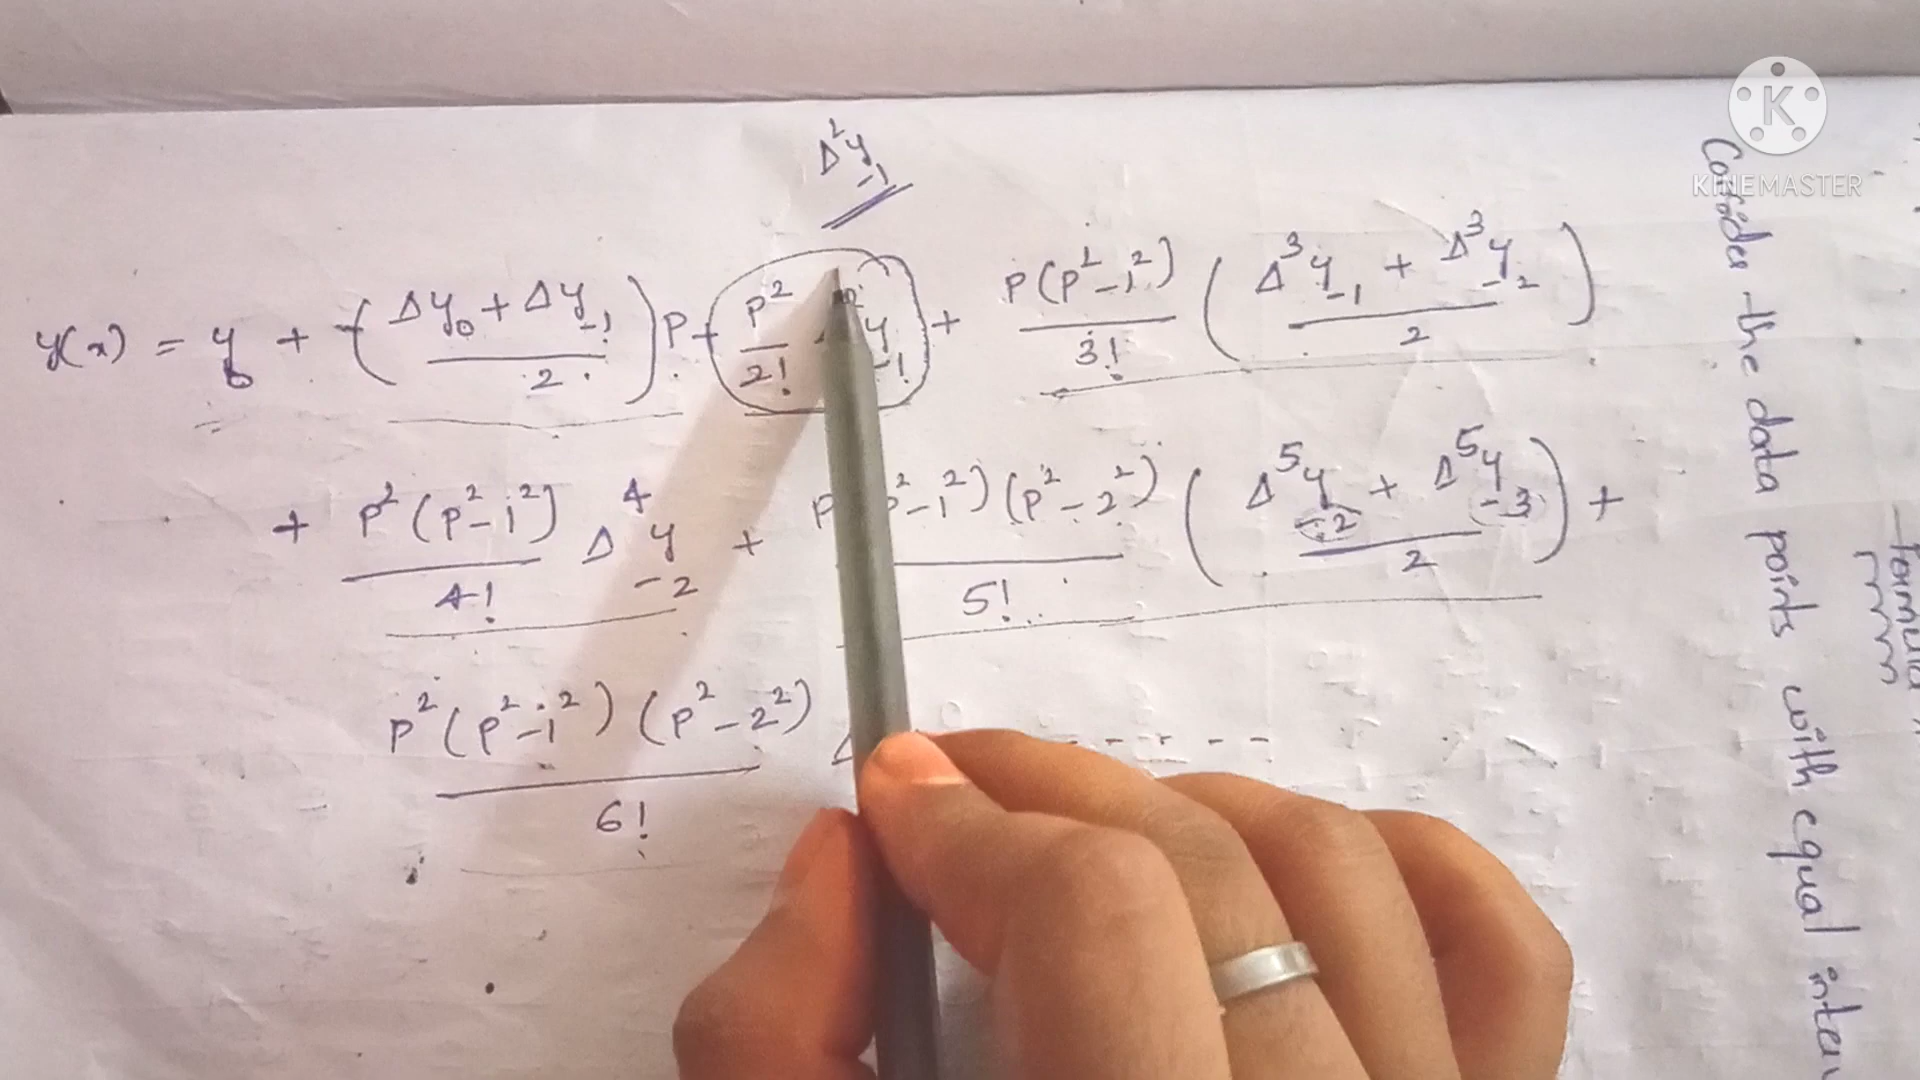 Δ²y₋₁
y(x) = y₀ + (Δy₀ + Δy₋₁ / 2) P + P²/2! Δ²y₋₁ + P(P²-1²)/3! (Δ³y₋₁ + Δ³y₋₂ / 2)
+ P²(P²-1²)/4! Δ⁴y₋₂ + P(P²-1²)(P²-2²)/5! (Δ⁵y₋₂ + Δ⁵y₋₃ / 2) +
P²(P²-1²)(P²-2²)/6! - - - - -
KINEMASTER
Consider the data points with equal
formula